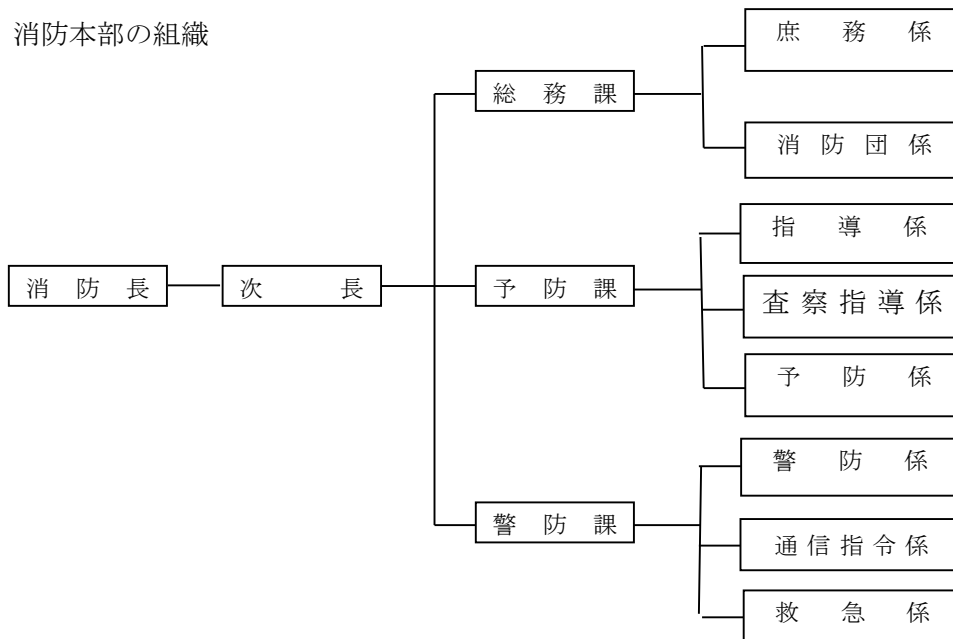 消防本部の組織
庶務係
総務課
消防団係
指導係
消防長
次長
予防課
査察指導係
予防係
警防係
警防課
通信指令係
救急係